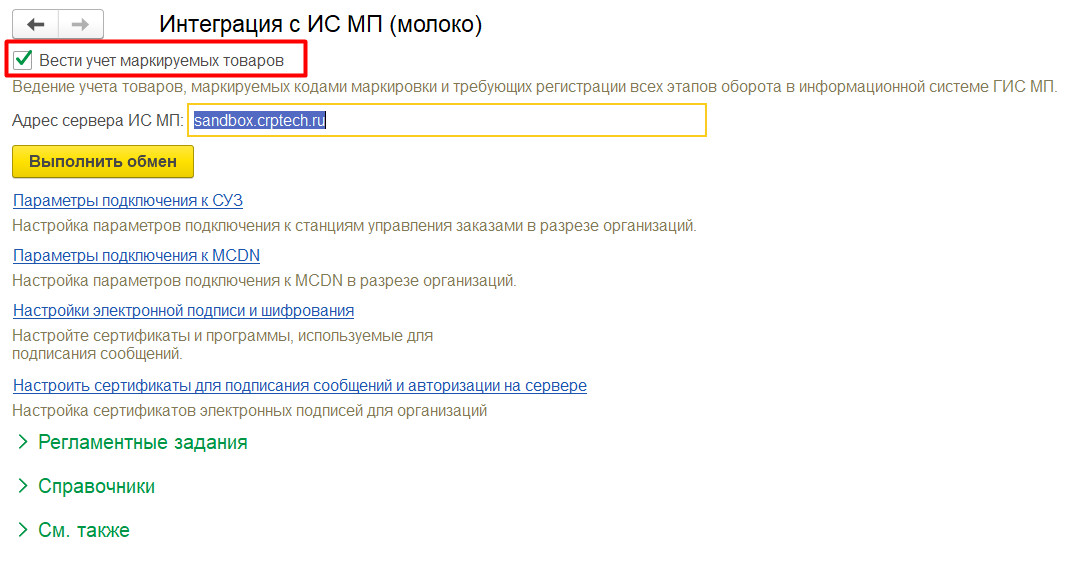 Интеграция с ИС МП (молоко)
Вести учет маркируемых товаров
Ведение учета товаров, маркируемых кодами маркировки и требующих регистрации всех этапов оборота в информационной системе ГИС МП.
Адрес сервера ИС МП: sandbox.crptech.ru
Выполнить обмен
Параметры подключения к СУЗ
Настройка параметров подключения к станциям управления заказами в разрезе организаций.
Параметры подключения к MCDN
Настройка параметров подключения к MCDN в разрезе организаций.
Настройки электронной подписи и шифрования
Настройте сертификаты и программы, используемые для
подписания сообщений.
Настроить сертификаты для подписания сообщений и авторизации на сервере
Настройка сертификатов электронных подписей для организаций
Регламентные задания
Справочники
См. также